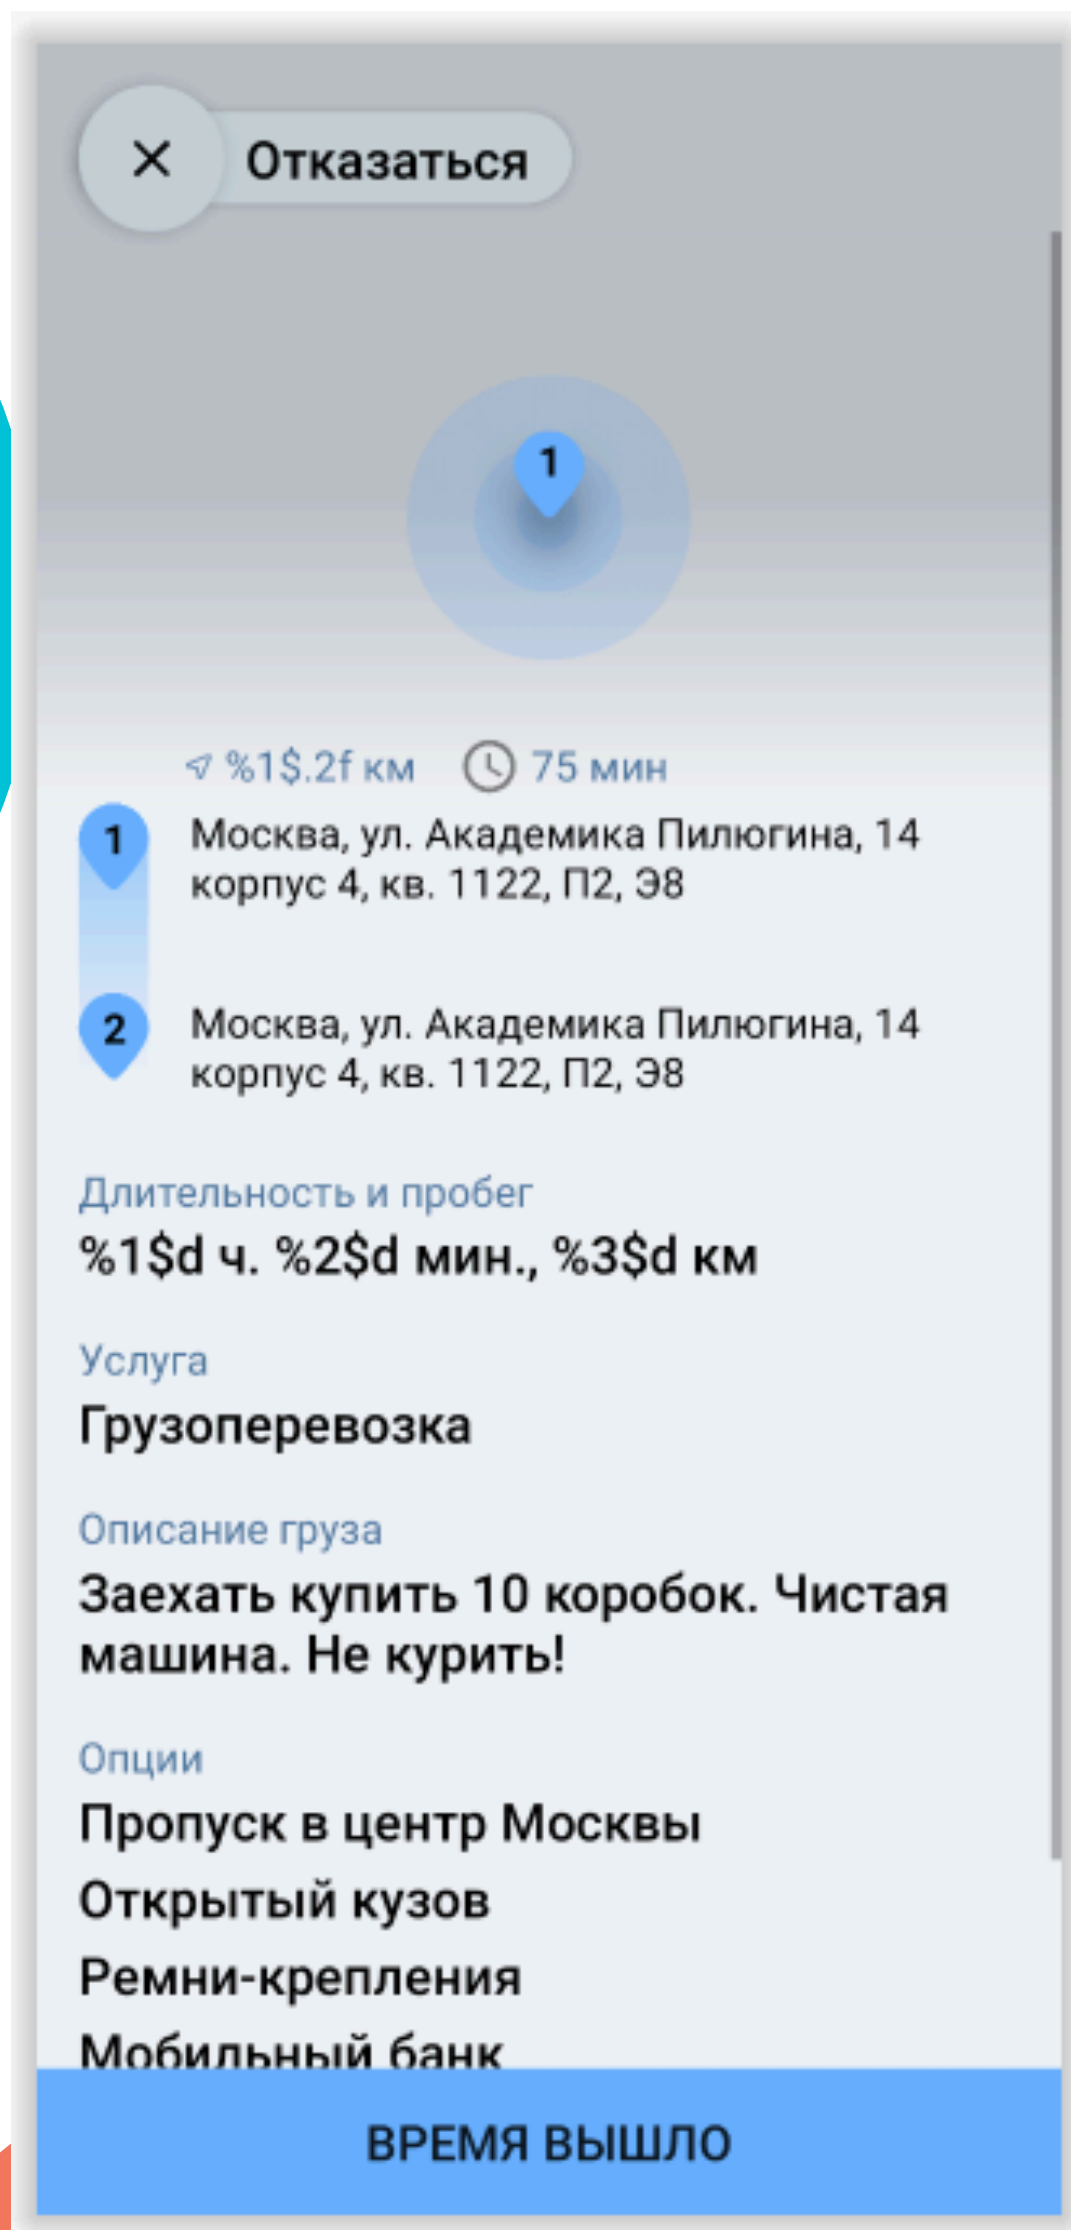 Отказаться
1
%1$.2f км 75 мин
1
Москва, ул. Академика Пилюгина, 14
корпус 4, кв. 1122, П2, Э8
2
Москва, ул. Академика Пилюгина, 14
корпус 4, кв. 1122, П2, Э8
Длительность и пробег
%1$d ч. %2$d мин., %3$d км
Услуга
Грузоперевозка
Описание груза
Заехать купить 10 коробок. Чистая
машина. Не курить!
Опции
Пропуск в центр Москвы
Открытый кузов
Ремни-крепления
Мобильный банк
ВРЕМЯ ВЫШЛО